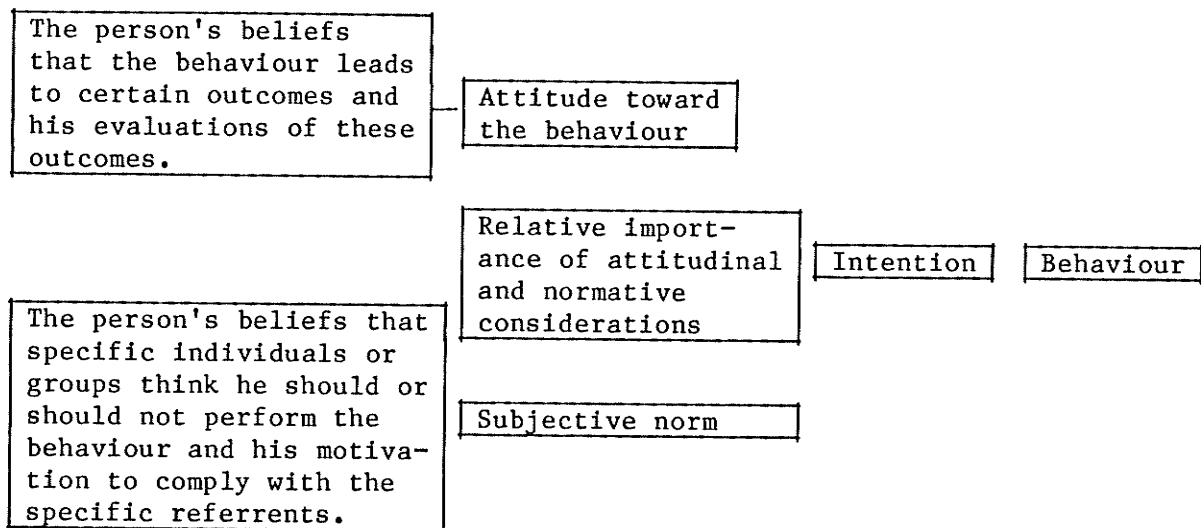 The person's beliefs
that the behaviour leads
to certain outcomes and
his evaluations of these
outcomes.
Attitude toward
the behaviour
Relative import-
ance of attitudinal
and normative
considerations
Intention
Behaviour
The person's beliefs that
specific individuals or
groups think he should or
should not perform the
behaviour and his motiva-
tion to comply with the
specific referrents.
Subjective norm